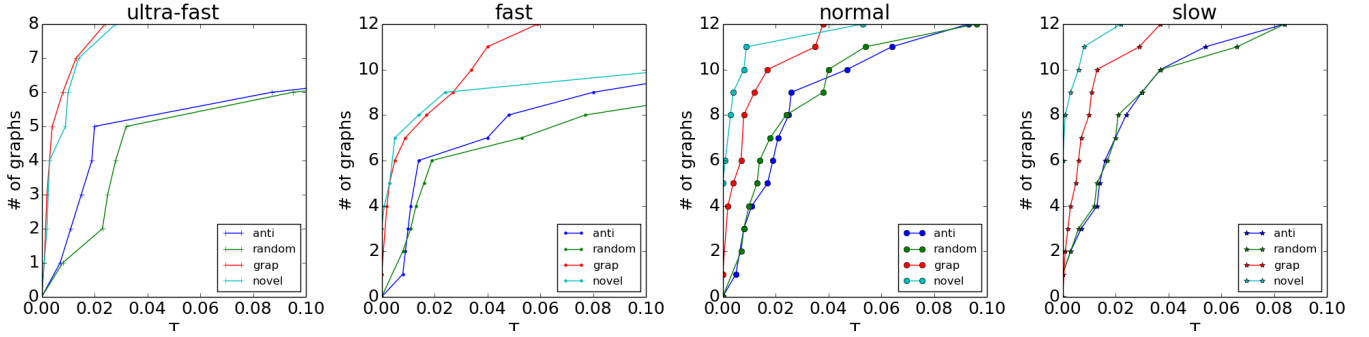 ultra-fast
# of graphs
8
7
6
5
4
3
2
1
0
0.00 0.02 0.04 0.06 0.08 0.10
T
anti
random
grap
novel
fast
# of graphs
12
10
8
6
4
2
0
0.00 0.02 0.04 0.06 0.08 0.10
T
anti
random
grap
novel
normal
# of graphs
12
10
8
6
4
2
0
0.00 0.02 0.04 0.06 0.08 0.10
T
anti
random
grap
novel
slow
# of graphs
12
10
8
6
4
2
0
0.00 0.02 0.04 0.06 0.08 0.10
T
anti
random
grap
novel